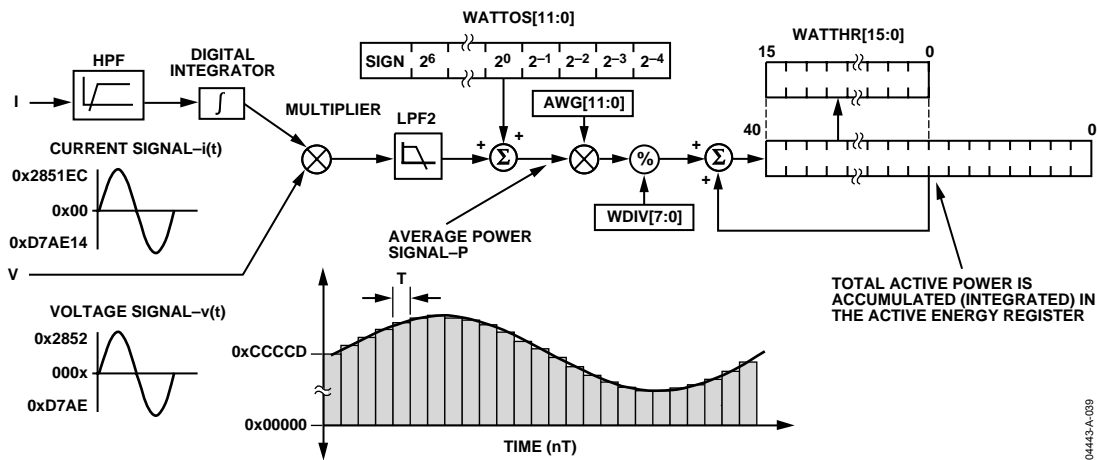 WATTOS[11:0]
SIGN 2⁶ 2⁰ 2⁻¹ 2⁻² 2⁻³ 2⁻⁴
WATTHR[15:0]
15 0
HPF
DIGITAL
INTEGRATOR
I
∫
MULTIPLIER
LPF2
AWG[11:0]
40 0
+ +
Σ
%
+
+
Σ
WDIV[7:0]
CURRENT SIGNAL–i(t)
0x2851EC
0x00
0xD7AE14
V
AVERAGE POWER
SIGNAL–P
TOTAL ACTIVE POWER IS
ACCUMULATED (INTEGRATED) IN
THE ACTIVE ENERGY REGISTER
VOLTAGE SIGNAL–v(t)
0x2852
000x
0xD7AE
T
0xCCCCD
0x00000
TIME (nT)
04443-A-039